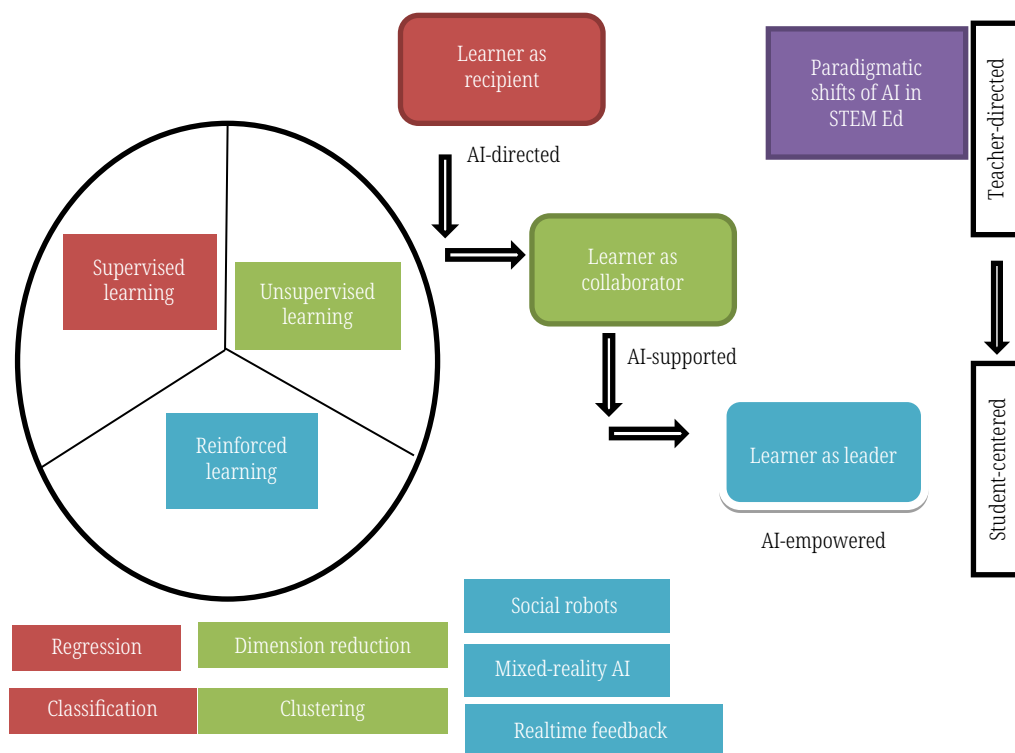 Learner as
recipient
Paradigmatic
shifts of AI in
STEM Ed
Teacher-directed
AI-directed
Supervised
learning
Unsupervised
learning
Learner as
collaborator
AI-supported
Reinforced
learning
Learner as leader
Student-centered
AI-empowered
Social robots
Regression
Dimension reduction
Mixed-reality AI
Classification
Clustering
Realtime feedback